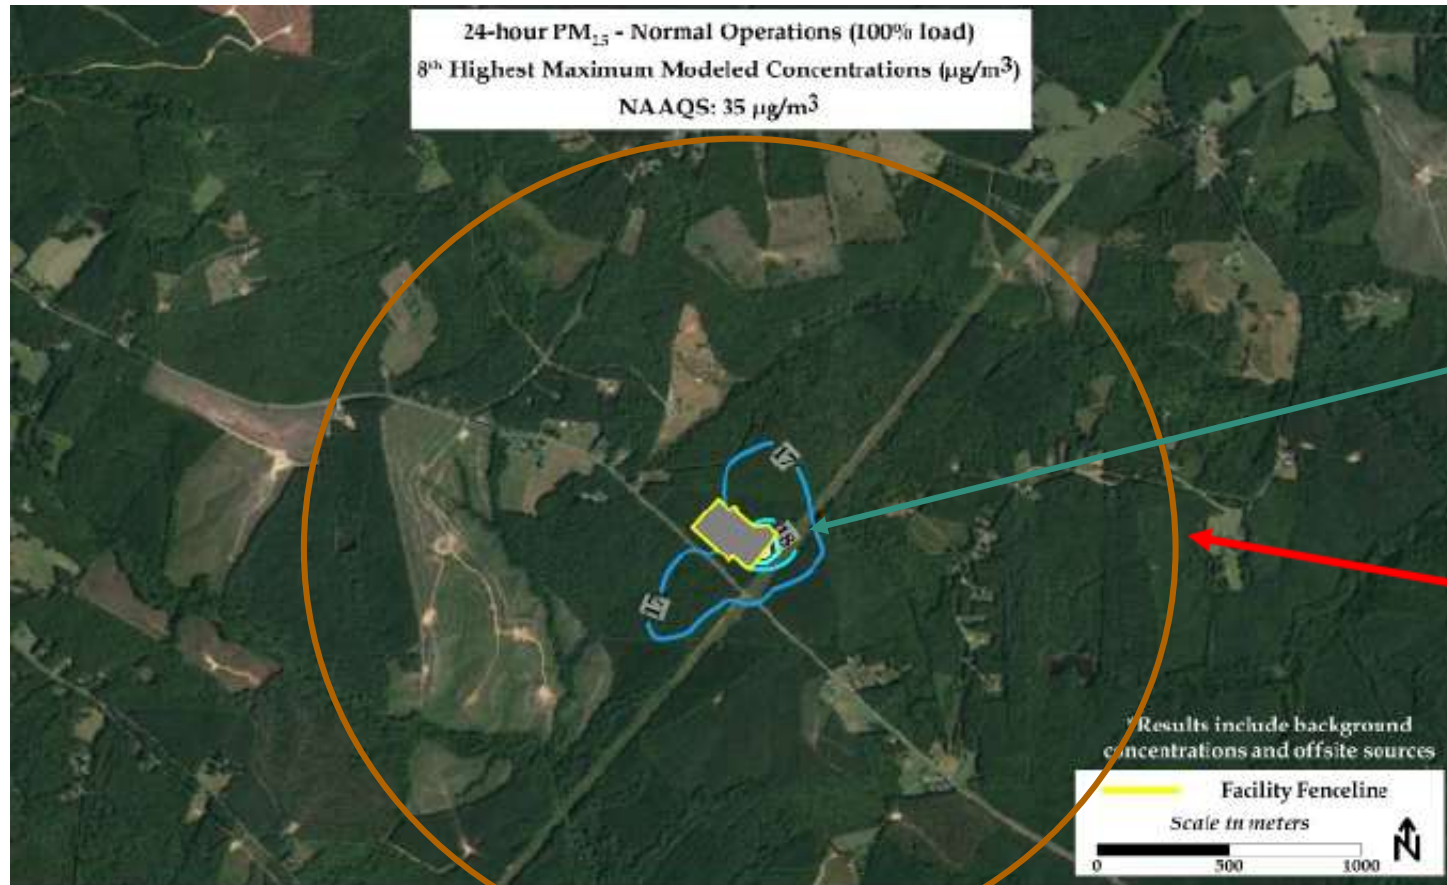 24-hour PM2.5 - Normal Operations (100% load)
8th Highest Maximum Modeled Concentrations (μg/m3)
NAAQS: 35 μg/m3
17
18
17
*Results include background
concentrations and offsite sources
Facility Fenceline
Scale in meters
0 500 1000
N